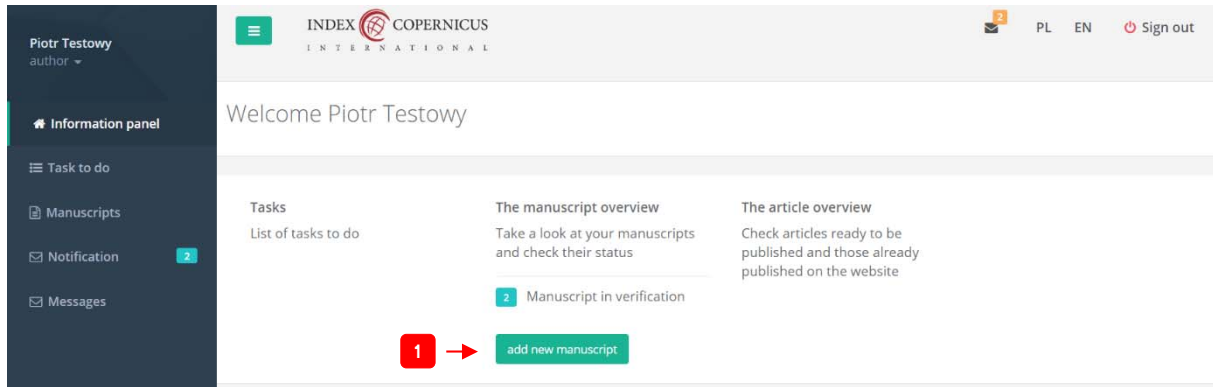 Piotr Testowy
author
Information panel
Task to do
Manuscripts
Notification 2
Messages
INDEX COPERNICUS
INTERNATIONAL
2
PL EN Sign out
Welcome Piotr Testowy
Tasks
List of tasks to do
The manuscript overview
Take a look at your manuscripts
and check their status
2 Manuscript in verification
1
add new manuscript
The article overview
Check articles ready to be
published and those already
published on the website